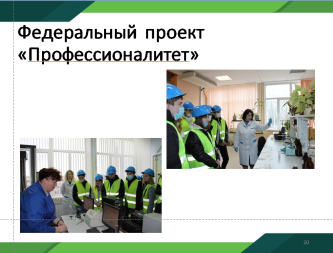 Федеральный проект
«Профессионалитет»